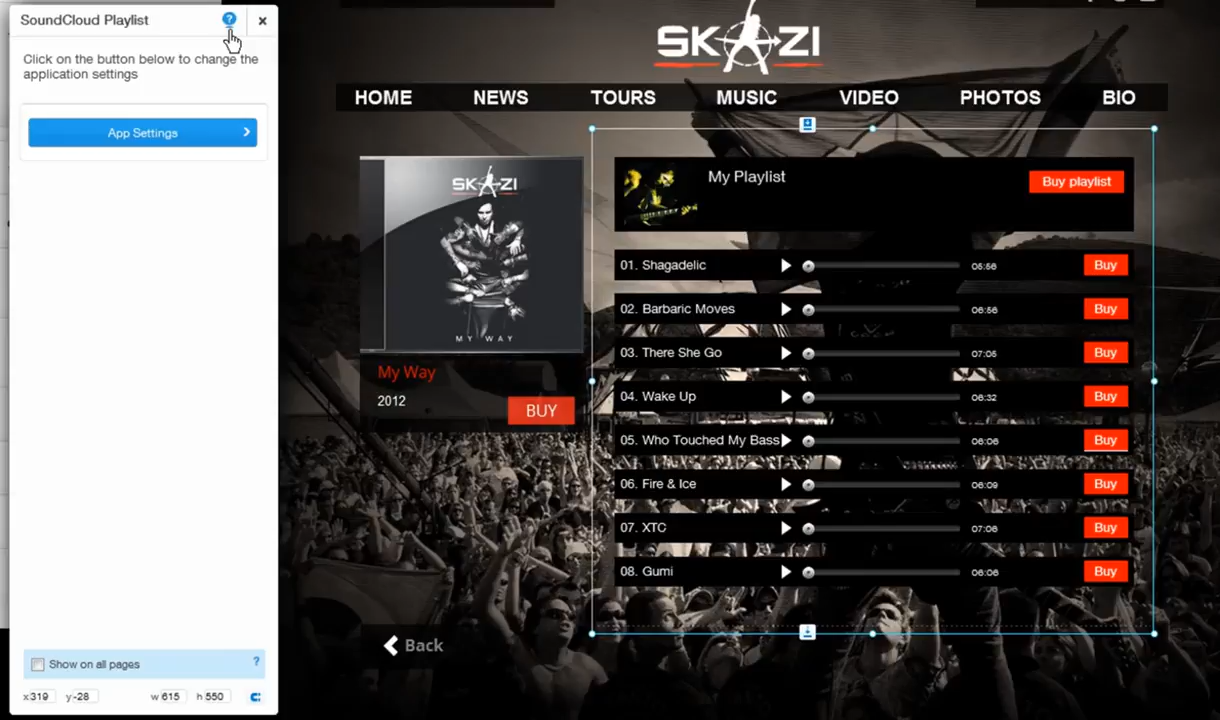 SoundCloud Playlist
?
Click on the button below to change the
application settings
App Settings
Show on all pages
?
x 319 y -28 w 615 h 550
SKAZI
HOME NEWS TOURS MUSIC VIDEO PHOTOS BIO
SKAZI
MY WAY
My Way
2012
BUY
My Playlist
Buy playlist
01. Shagadelic 05:56 Buy
02. Barbaric Moves 06:56 Buy
03. There She Go 07:05 Buy
04. Wake Up 06:32 Buy
05. Who Touched My Bass 06:06 Buy
06. Fire & Ice 06:09 Buy
07. XTC 07:06 Buy
08. Gumi 06:06 Buy
Back